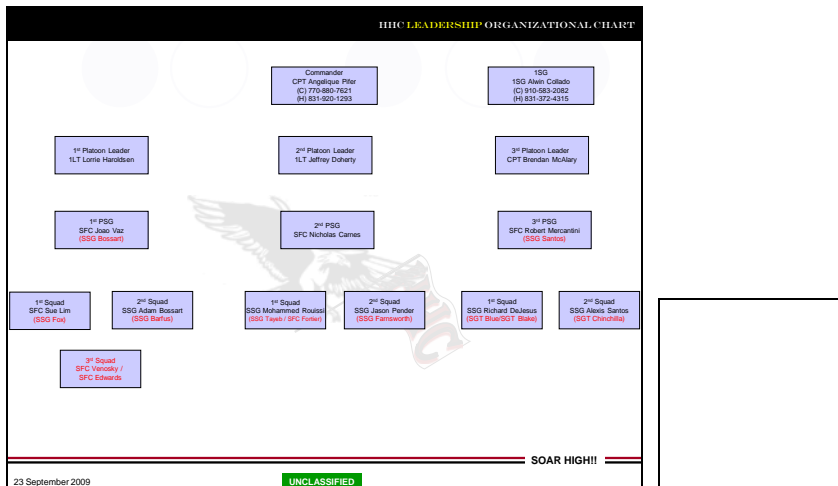 HHC LEADERSHIP ORGANIZATIONAL CHART
Commander
CPT Angelique Pifer
(C) 770-880-7621
(H) 831-920-1293
1SG
1SG Alwin Collado
(C) 910-583-2082
(H) 831-372-4315
1st Platoon Leader
1LT Lorrie Haroldsen
2nd Platoon Leader
1LT Jeffrey Doherty
3rd Platoon Leader
CPT Brendan McAlary
1st PSG
SFC Joao Vaz
(SSG Bossart)
2nd PSG
SFC Nicholas Carnes
3rd PSG
SFC Robert Mercantini
(SSG Santos)
1st Squad
SFC Sue Lim
(SSG Fox)
2nd Squad
SSG Adam Bossart
(SSG Barfus)
1st Squad
SSG Mohammed Rouissi
(SSG Tayeb / SFC Fortier)
2nd Squad
SSG Jason Pender
(SSG Farnsworth)
1st Squad
SSG Richard DeJesus
(SGT Blue/SGT Blake)
2nd Squad
SSG Alexis Santos
(SGT Chinchilla)
3rd Squad
SFC Venosky /
SFC Edwards
SOAR HIGH!!
23 September 2009
UNCLASSIFIED